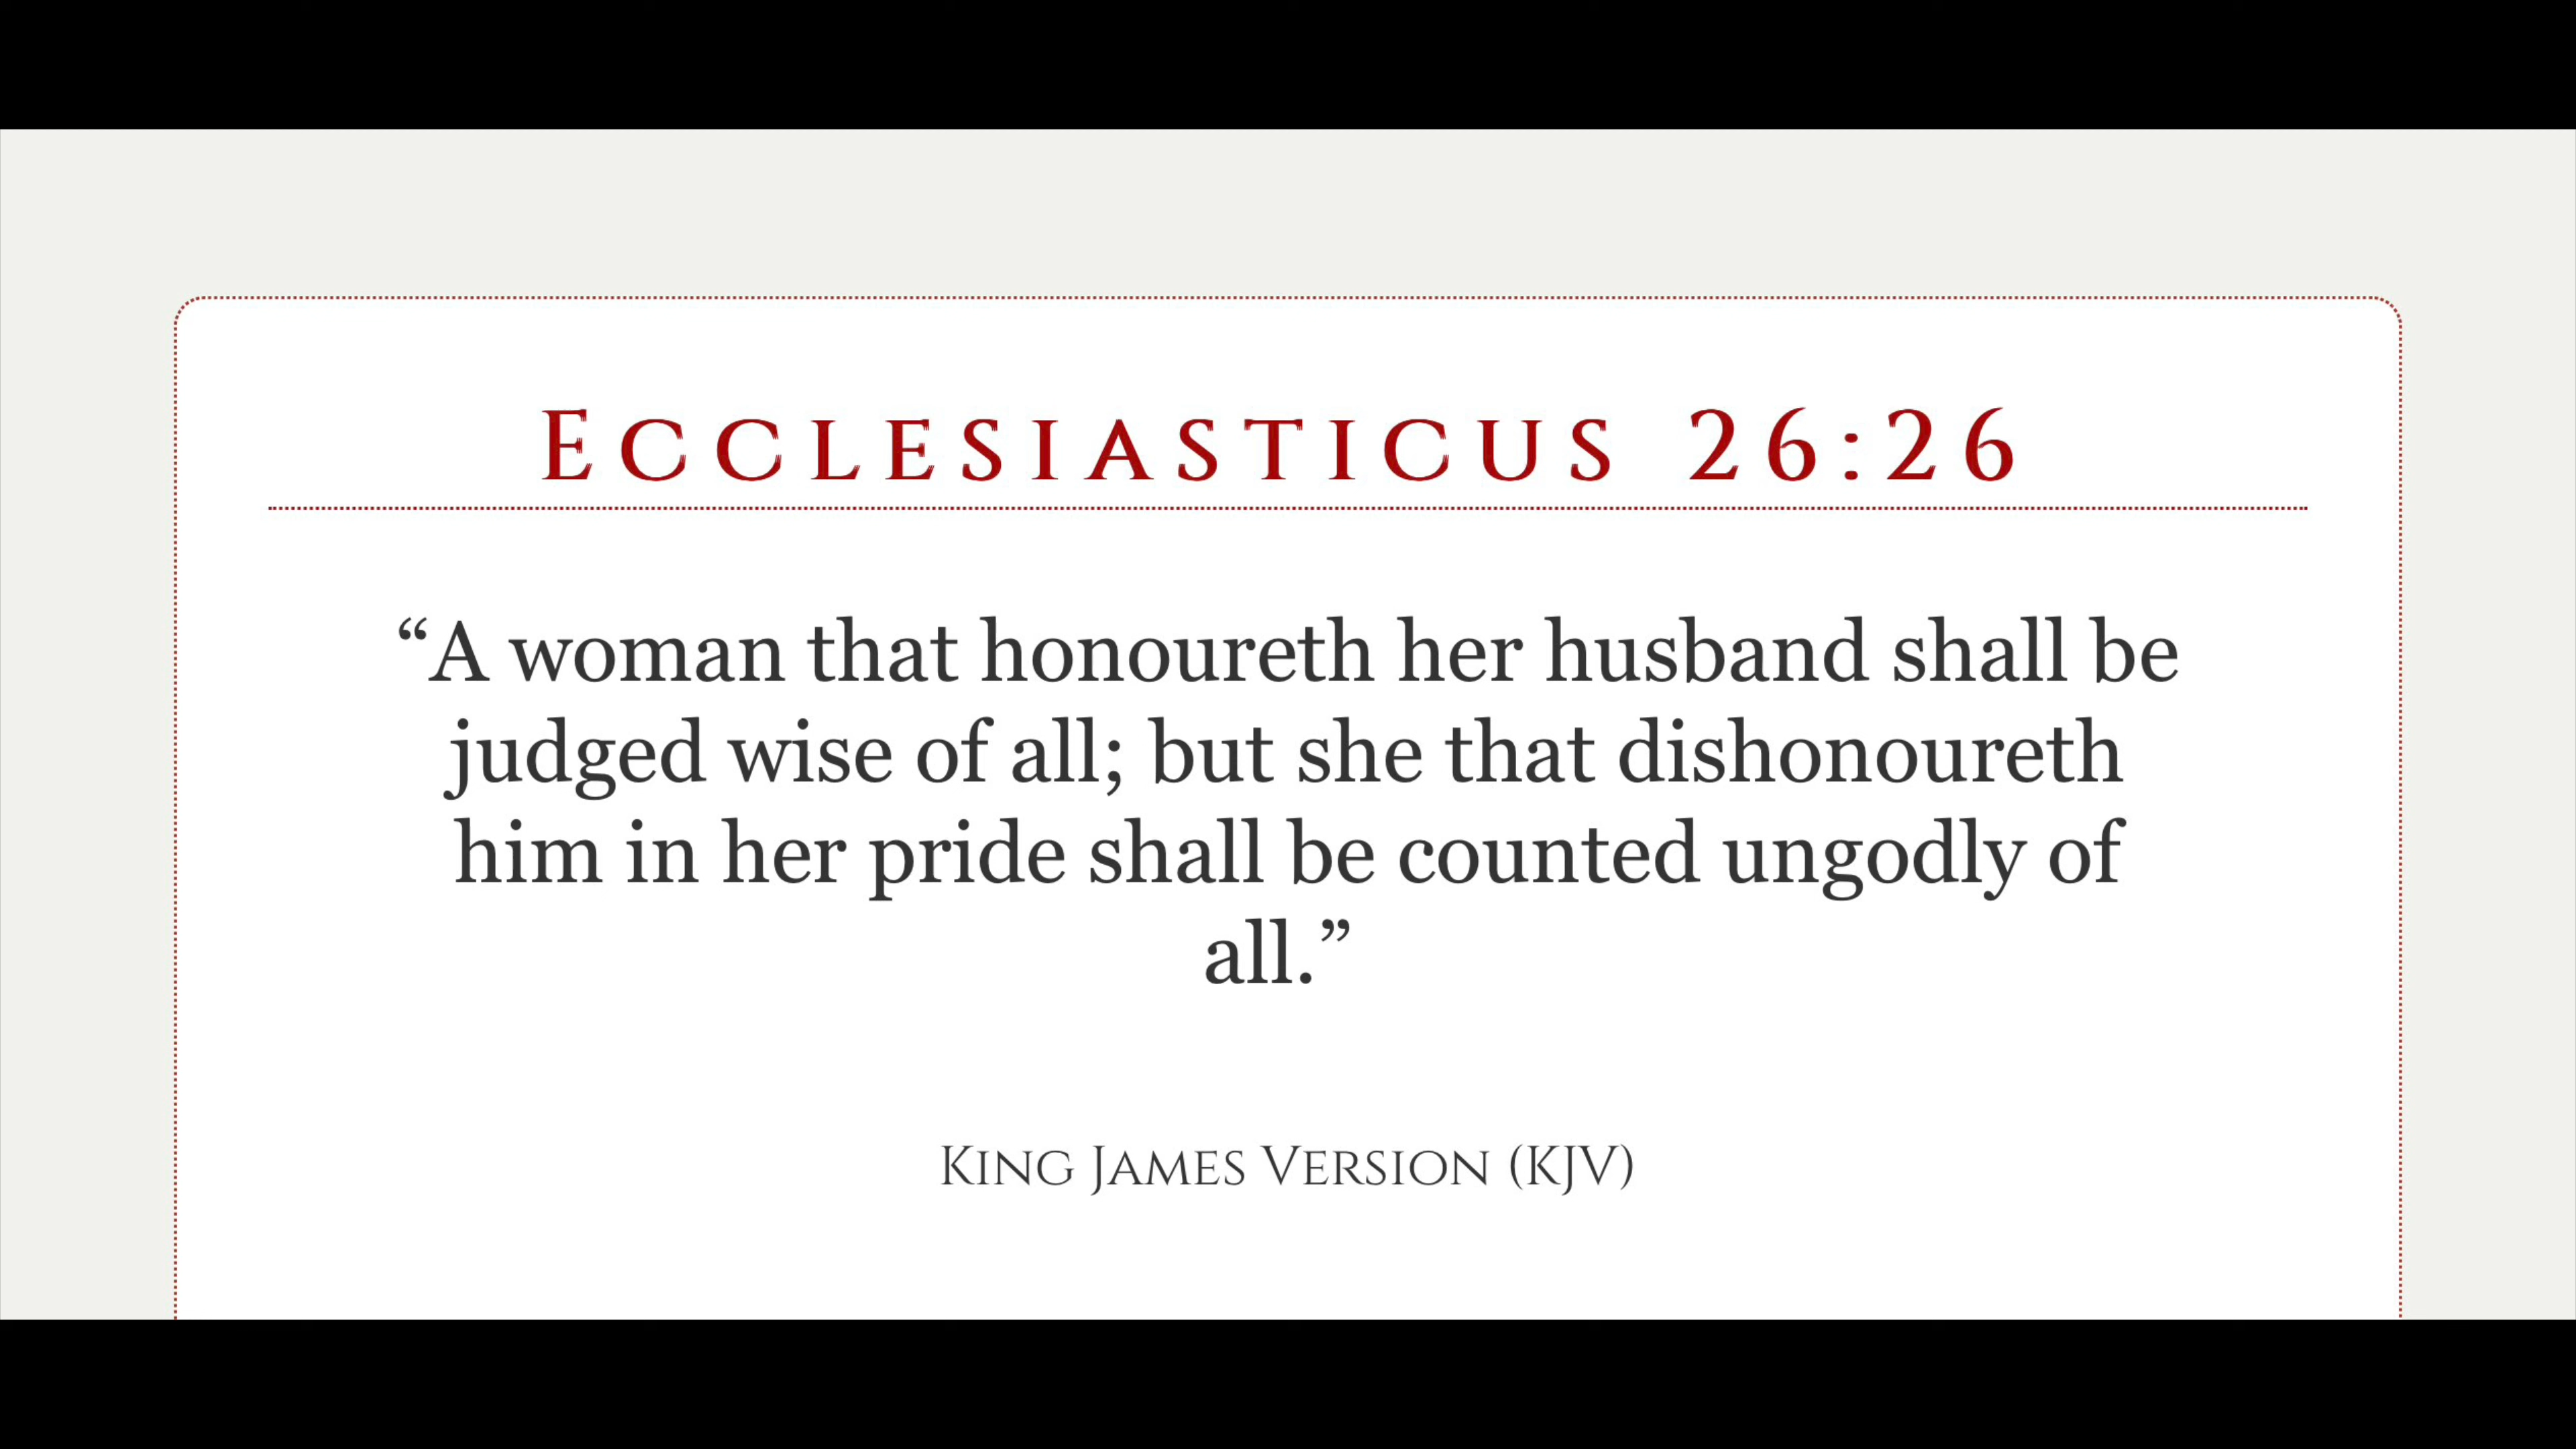 Ecclesiasticus 26:26
“A woman that honoureth her husband shall be
judged wise of all; but she that dishonoureth
him in her pride shall be counted ungodly of
all.”
King James Version (KJV)